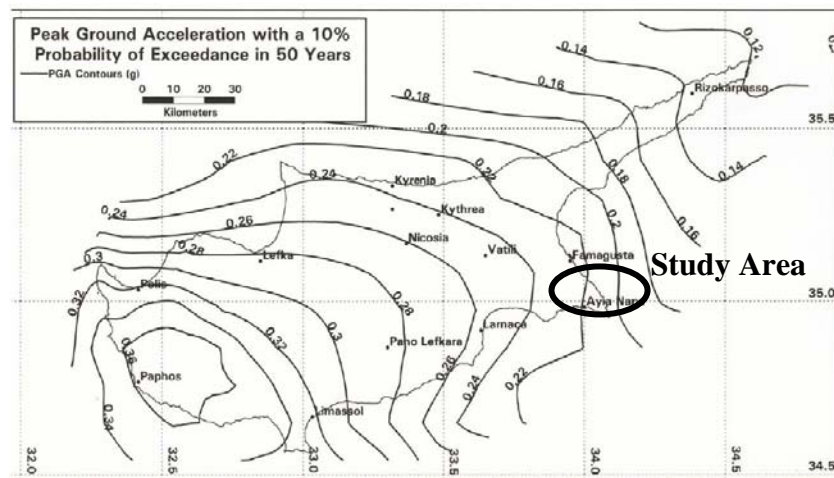 Peak Ground Acceleration with a 10%
Probability of Exceedance in 50 Years
PGA Contours (g)
0 10 20 30
Kilometers
0.12
0.14
0.16
0.18
0.2
0.22
0.24
0.26
0.28
0.3
0.32
0.36
0.34
0.32
0.3
0.28
0.26
0.24
0.22
0.22
0.2
0.18
0.16
0.14
Rizokarpasso
Kyrenia
Kythrea
Nicosia
Vatili
Famagusta
Lefka
Polis
Study Area
Ayia Nap
Larnaca
Pano Lefkara
Paphos
Limassol
35.5
35.0
34.5
32.0 32.5 33.0 33.5 34.0 34.5